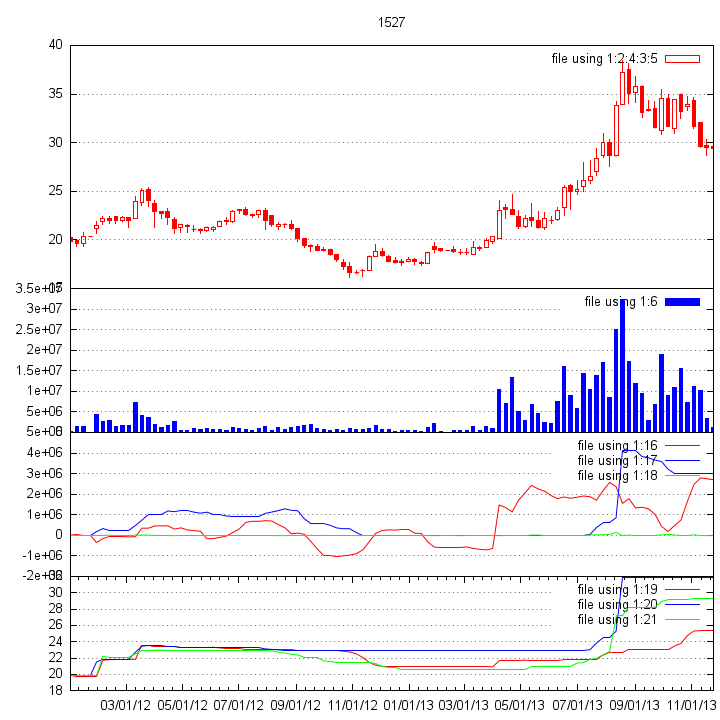 1527
40
file using 1:2:4:3:5
35
30
25
20
3.5e+07
3e+07
file using 1:6
2.5e+07
2e+07
1.5e+07
1e+07
5e+06
file using 1:16
4e+06
file using 1:17
3e+06
file using 1:18
2e+06
1e+06
0
-1e+06
-2e+06
30
file using 1:19
28
file using 1:20
26
file using 1:21
24
22
20
18
03/01/12 05/01/12 07/01/12 09/01/12 11/01/12 01/01/13 03/01/13 05/01/13 07/01/13 09/01/13 11/01/13